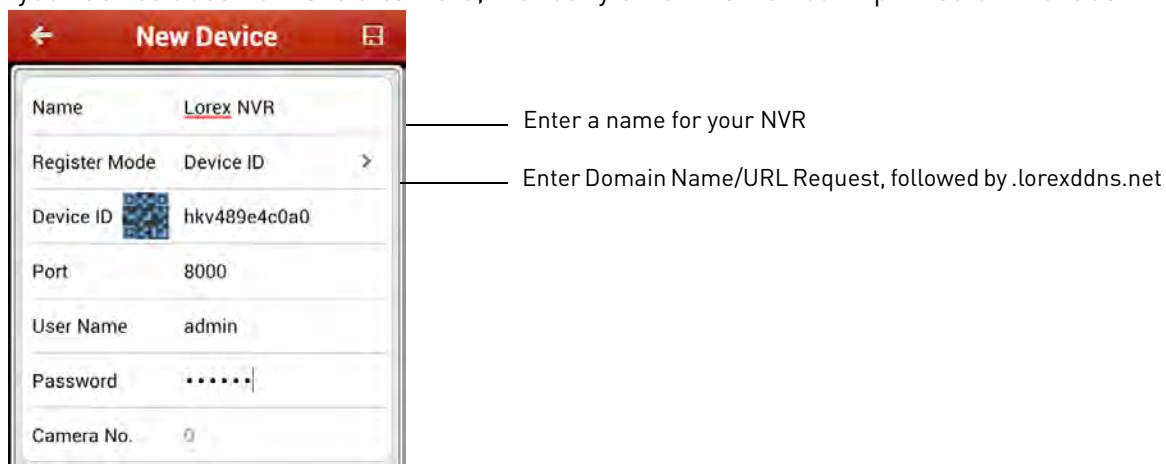 New Device
Name Lorex NVR
Enter a name for your NVR
Register Mode Device ID >
Enter Domain Name/URL Request, followed by .lorexddns.net
Device ID hkv489e4c0a0
Port 8000
User Name admin
Password ••••••
Camera No. 0